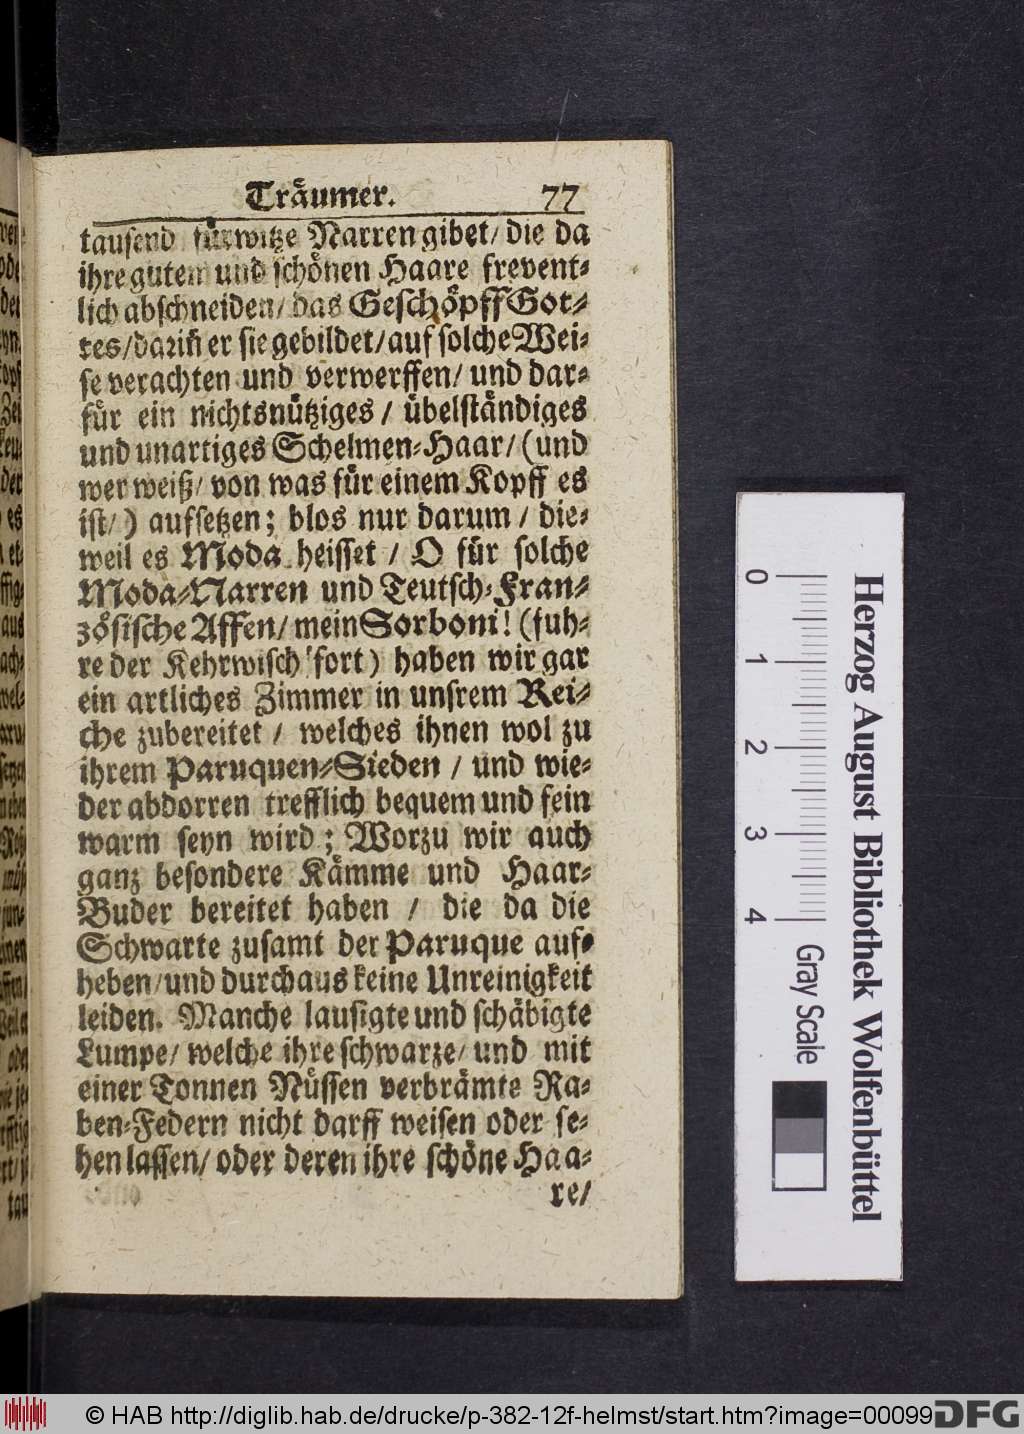 Träumer. 77
tausend fürwitze Narren gibet/ die da
ihre guten und schönen Haare frevent-
lich abschneiden/ das Geschöpff Got-
tes/ dariñ er sie gebildet/ auf solche Wei-
se verachten und verwerffen/ und dar-
für ein nichtsnütziges / übelständiges
und unartiges Schelmen-Haar/ (und
wer weiß/ von was für einem Kopff es
ist/) aufsetzen; blos nur darum / die-
weil es Moda heisset / O für solche
Moda-Narren und Teutsch-Fran-
zösische Affen/ mein Sorboni! (fuh-
re der Kehrwisch fort) haben wir gar
ein artliches Zimmer in unsrem Rei-
che zubereitet / welches ihnen wol zu
ihrem Paruquen-Sieden / und wie-
der abdorren trefflich bequem und fein
warm seyn wird; Worzu wir auch
ganz besondere Kämme und Haar-
Buder bereitet haben / die da die
Schwarte zusamt der Paruque auf-
heben/ und durchaus keine Unreinigkeit
leiden. Manche lausigte und schäbigte
Lumpe/ welche ihre schwarze/ und mit
einer Tonnen Nüssen verbrämte Ra-
ben-Federn nicht darff weisen oder se-
hen lassen/ oder deren ihre schöne Haa-
re/
Herzog August Bibliothek Wolfenbüttel
0 1 2 3 4
Gray Scale
© HAB http://diglib.hab.de/drucke/p-382-12f-helmst/start.htm?image=00099
DFG